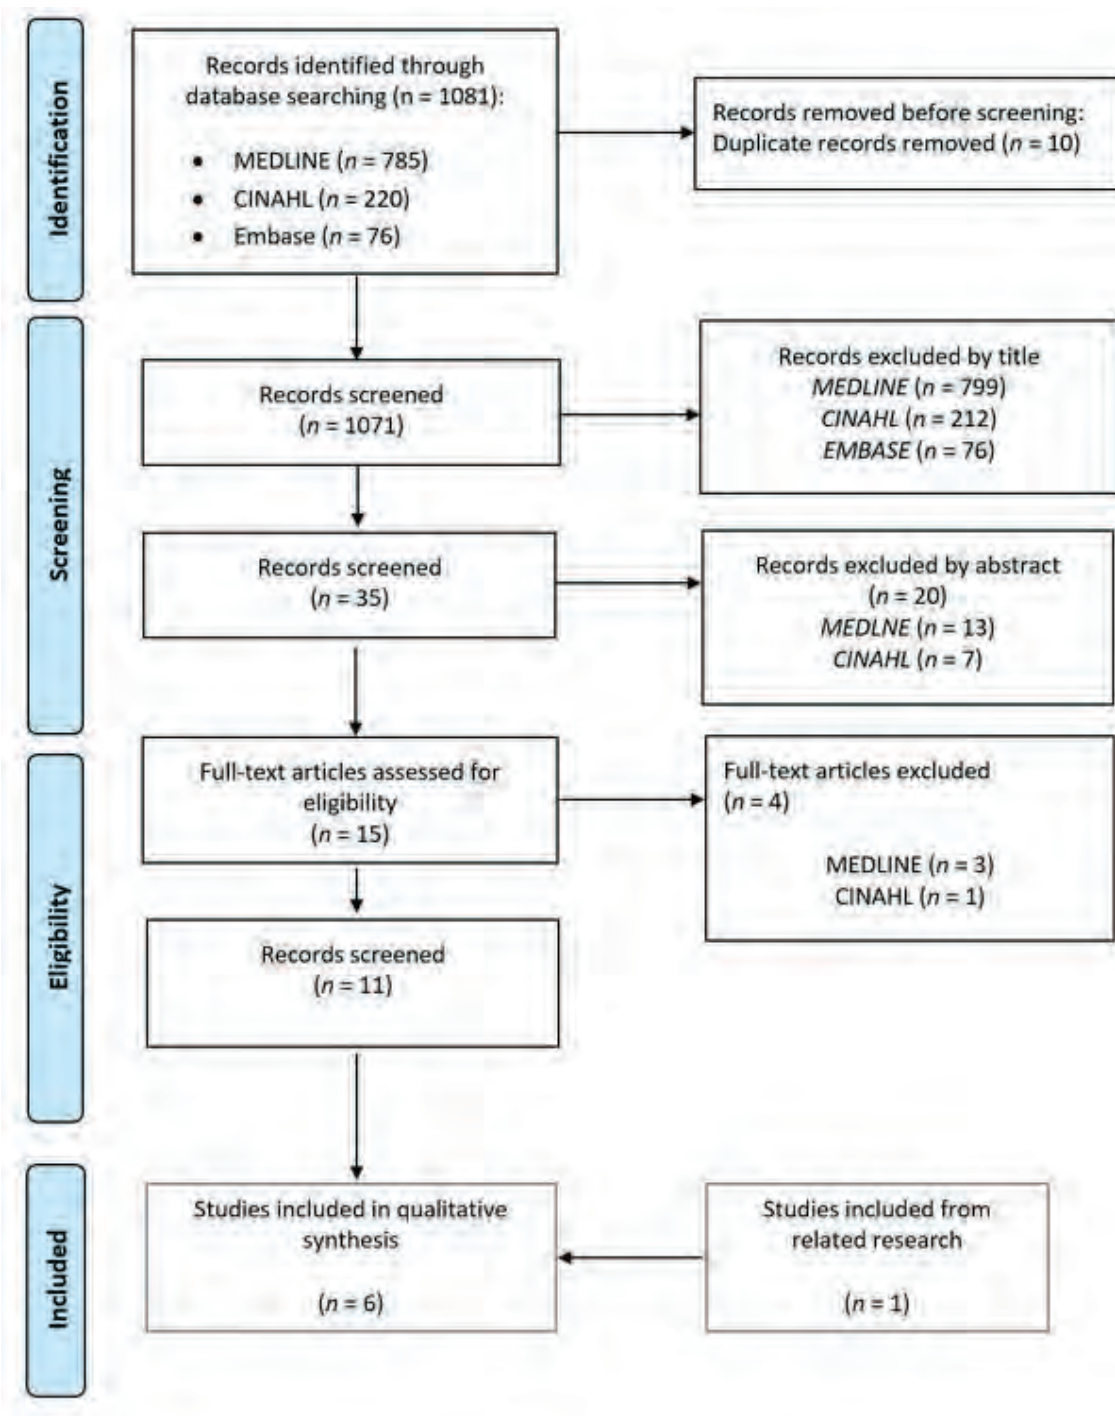 Identification
Records identified through
database searching (n = 1081):
• MEDLINE (n = 785)
• CINAHL (n = 220)
• Embase (n = 76)
Records removed before screening:
Duplicate records removed (n = 10)
Screening
Records screened
(n = 1071)
Records excluded by title
MEDLINE (n = 799)
CINAHL (n = 212)
EMBASE (n = 76)
Records screened
(n = 35)
Records excluded by abstract
(n = 20)
MEDLNE (n = 13)
CINAHL (n = 7)
Eligibility
Full-text articles assessed for
eligibility
(n = 15)
Full-text articles excluded
(n = 4)
MEDLINE (n = 3)
CINAHL (n = 1)
Records screened
(n = 11)
Included
Studies included in qualitative
synthesis
(n = 6)
Studies included from
related research
(n = 1)